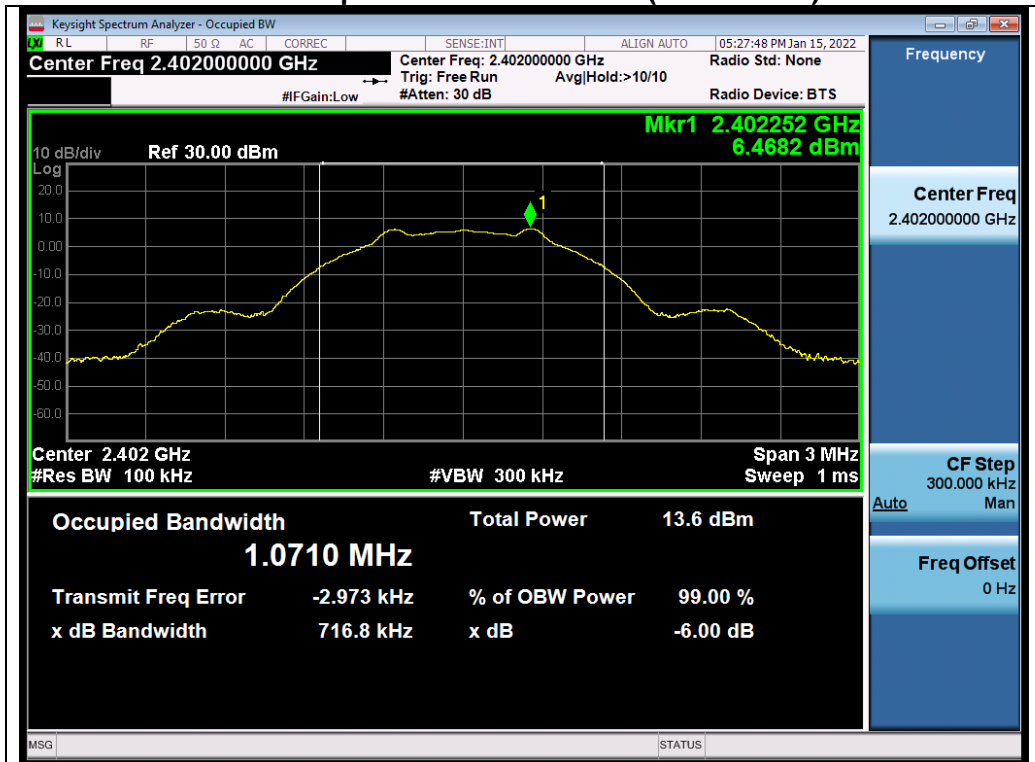 Keysight Spectrum Analyzer - Occupied BW
LXI RL RF 50 Ω AC CORREC SENSE:INT ALIGN AUTO 05:27:48 PM Jan 15, 2022
Center Freq 2.402000000 GHz
Center Freq: 2.402000000 GHz Radio Std: None
Trig: Free Run Avg|Hold:>10/10
#IFGain:Low #Atten: 30 dB Radio Device: BTS
Mkr1 2.402252 GHz
6.4682 dBm
10 dB/div Ref 30.00 dBm
Log
20.0
10.0
0.00
-10.0
-20.0
-30.0
-40.0
-50.0
-60.0
1
Center 2.402 GHz Span 3 MHz
#Res BW 100 kHz #VBW 300 kHz Sweep 1 ms
Occupied Bandwidth Total Power 13.6 dBm
1.0710 MHz
Transmit Freq Error -2.973 kHz % of OBW Power 99.00 %
x dB Bandwidth 716.8 kHz x dB -6.00 dB
Frequency
Center Freq
2.402000000 GHz
CF Step
300.000 kHz
Auto Man
Freq Offset
0 Hz
MSG STATUS